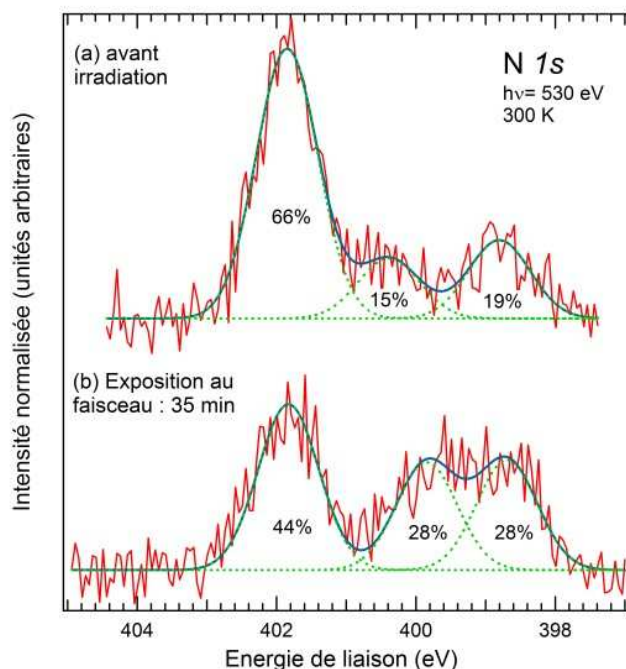 (a) avant
irradiation
N 1s
hν= 530 eV
300 K
66%
15%
19%
(b) Exposition au
faisceau : 35 min
44%
28%
28%
Intensité normalisée (unités arbitraires)
404
402
400
398
Energie de liaison (eV)